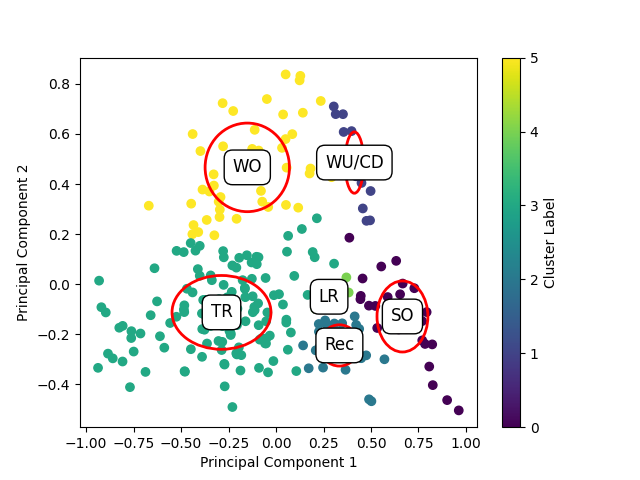 0.8
0.6
0.4
0.2
0.0
−0.2
−0.4
Principal Component 2
WO
WU/CD
LR
TR
SO
Rec
−1.00 −0.75 −0.50 −0.25 0.00 0.25 0.50 0.75 1.00
Principal Component 1
5
4
3
2
1
0
Cluster Label